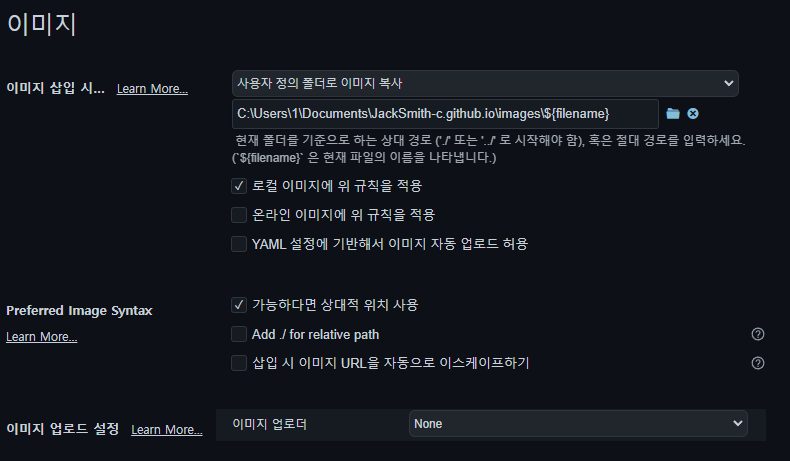 이미지
이미지 삽입 시... Learn More...
사용자 정의 폴더로 이미지 복사
C:\Users\1\Documents\JackSmith-c.github.io\images\${filename}
현재 폴더를 기준으로 하는 상대 경로 ('./' 또는 '../' 로 시작해야 함), 혹은 절대 경로를 입력하세요.
(`${filename}` 은 현재 파일의 이름을 나타냅니다.)
로컬 이미지에 위 규칙을 적용
온라인 이미지에 위 규칙을 적용
YAML 설정에 기반해서 이미지 자동 업로드 허용
Preferred Image Syntax
Learn More...
가능하다면 상대적 위치 사용
Add ./ for relative path
삽입 시 이미지 URL을 자동으로 이스케이프하기
이미지 업로드 설정 Learn More...
이미지 업로더 None